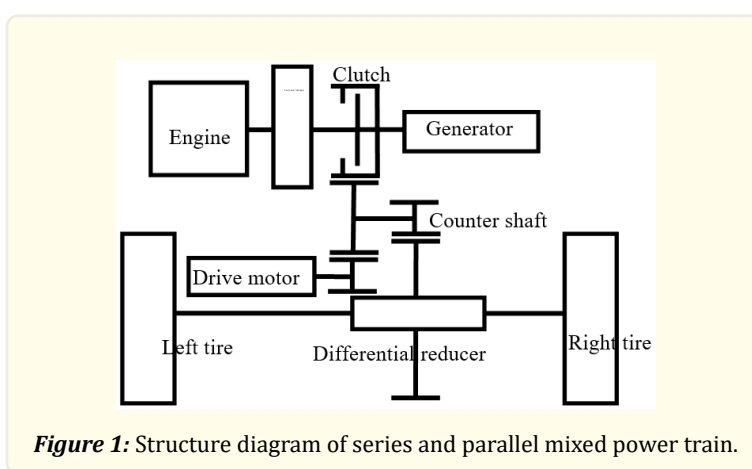 Clutch
Engine
Generator
Counter shaft
Drive motor
Left tire
Differential reducer
Right tire
Figure 1: Structure diagram of series and parallel mixed power train.